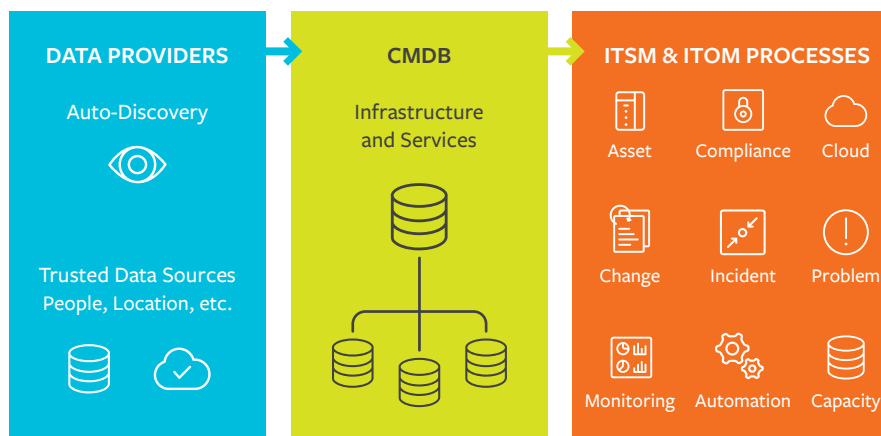 DATA PROVIDERS
Auto-Discovery
Trusted Data Sources
People, Location, etc.
CMDB
Infrastructure
and Services
ITSM & ITOM PROCESSES
Asset
Compliance
Cloud
Change
Incident
Problem
Monitoring
Automation
Capacity